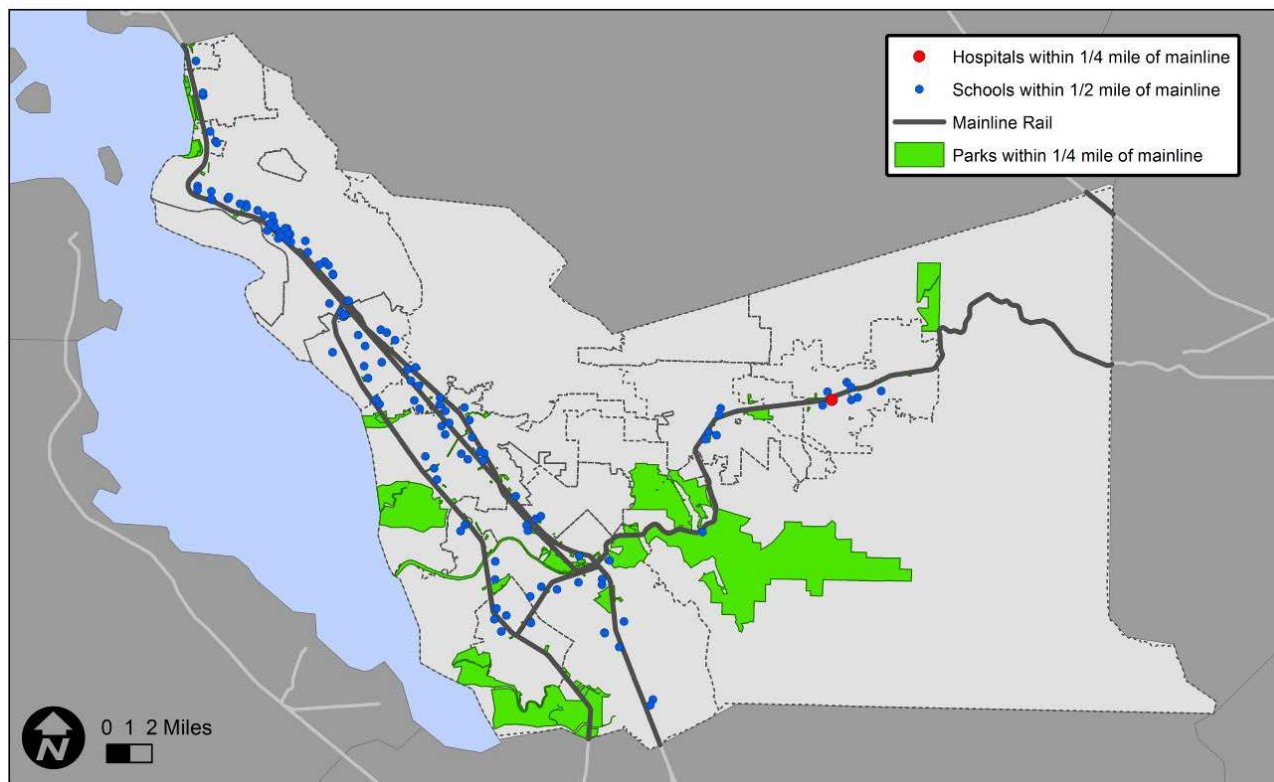 Hospitals within 1/4 mile of mainline
Schools within 1/2 mile of mainline
Mainline Rail
Parks within 1/4 mile of mainline
N
0 1 2 Miles